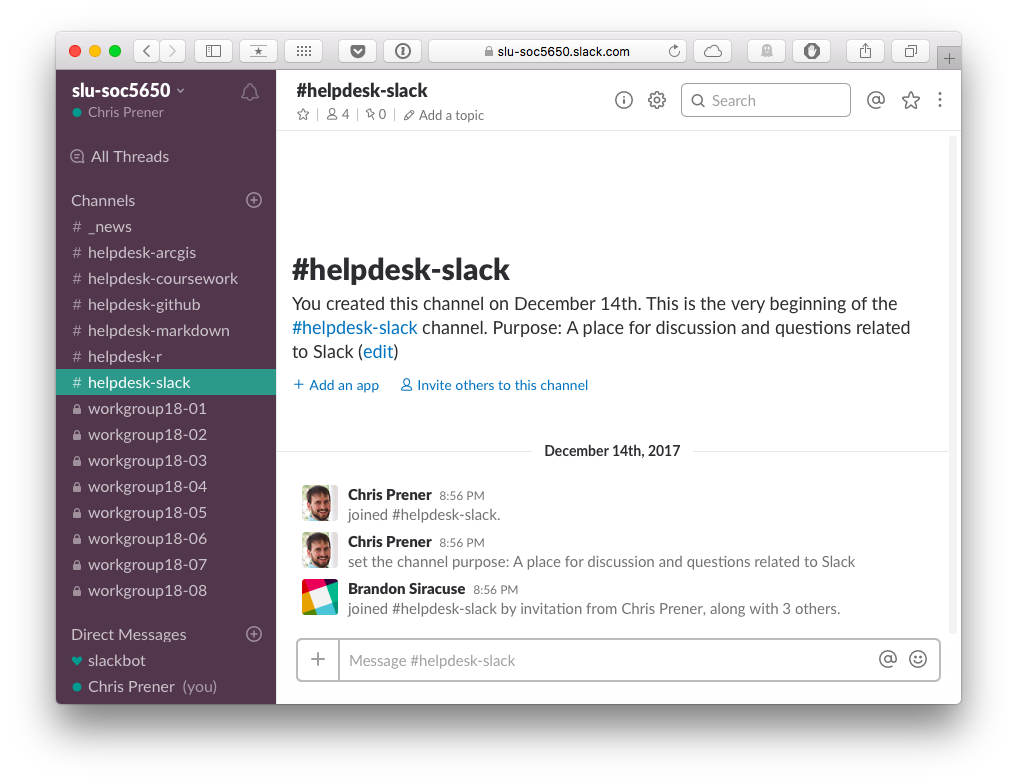 slu-soc5650.slack.com
slu-soc5650
Chris Prener
All Threads
Channels
# _news
# helpdesk-arcgis
# helpdesk-coursework
# helpdesk-github
# helpdesk-markdown
# helpdesk-r
# helpdesk-slack
workgroup18-01
workgroup18-02
workgroup18-03
workgroup18-04
workgroup18-05
workgroup18-06
workgroup18-07
workgroup18-08
Direct Messages
slackbot
Chris Prener (you)
#helpdesk-slack
4 | 0 | Add a topic
Search
#helpdesk-slack
You created this channel on December 14th. This is the very beginning of the
#helpdesk-slack channel. Purpose: A place for discussion and questions related
to Slack (edit)
+ Add an app Invite others to this channel
December 14th, 2017
Chris Prener 8:56 PM
joined #helpdesk-slack.
Chris Prener 8:56 PM
set the channel purpose: A place for discussion and questions related to Slack
Brandon Siracuse 8:56 PM
joined #helpdesk-slack by invitation from Chris Prener, along with 3 others.
Message #helpdesk-slack